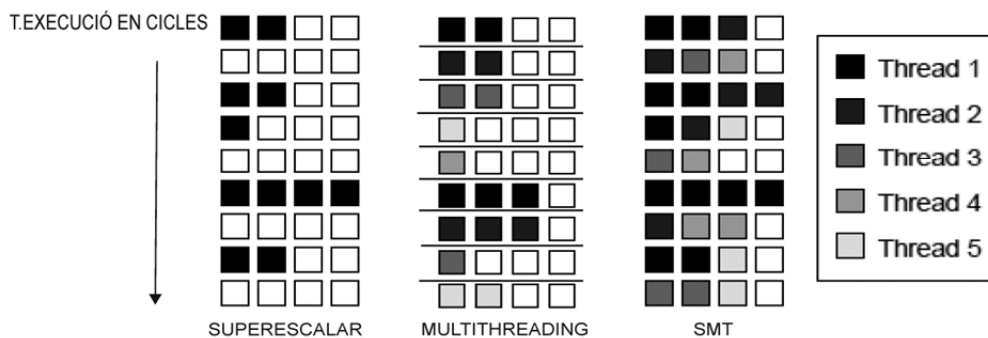 T.EXECUCIÓ EN CICLES
Thread 1
Thread 2
Thread 3
Thread 4
Thread 5
SUPERESCALAR
MULTITHREADING
SMT